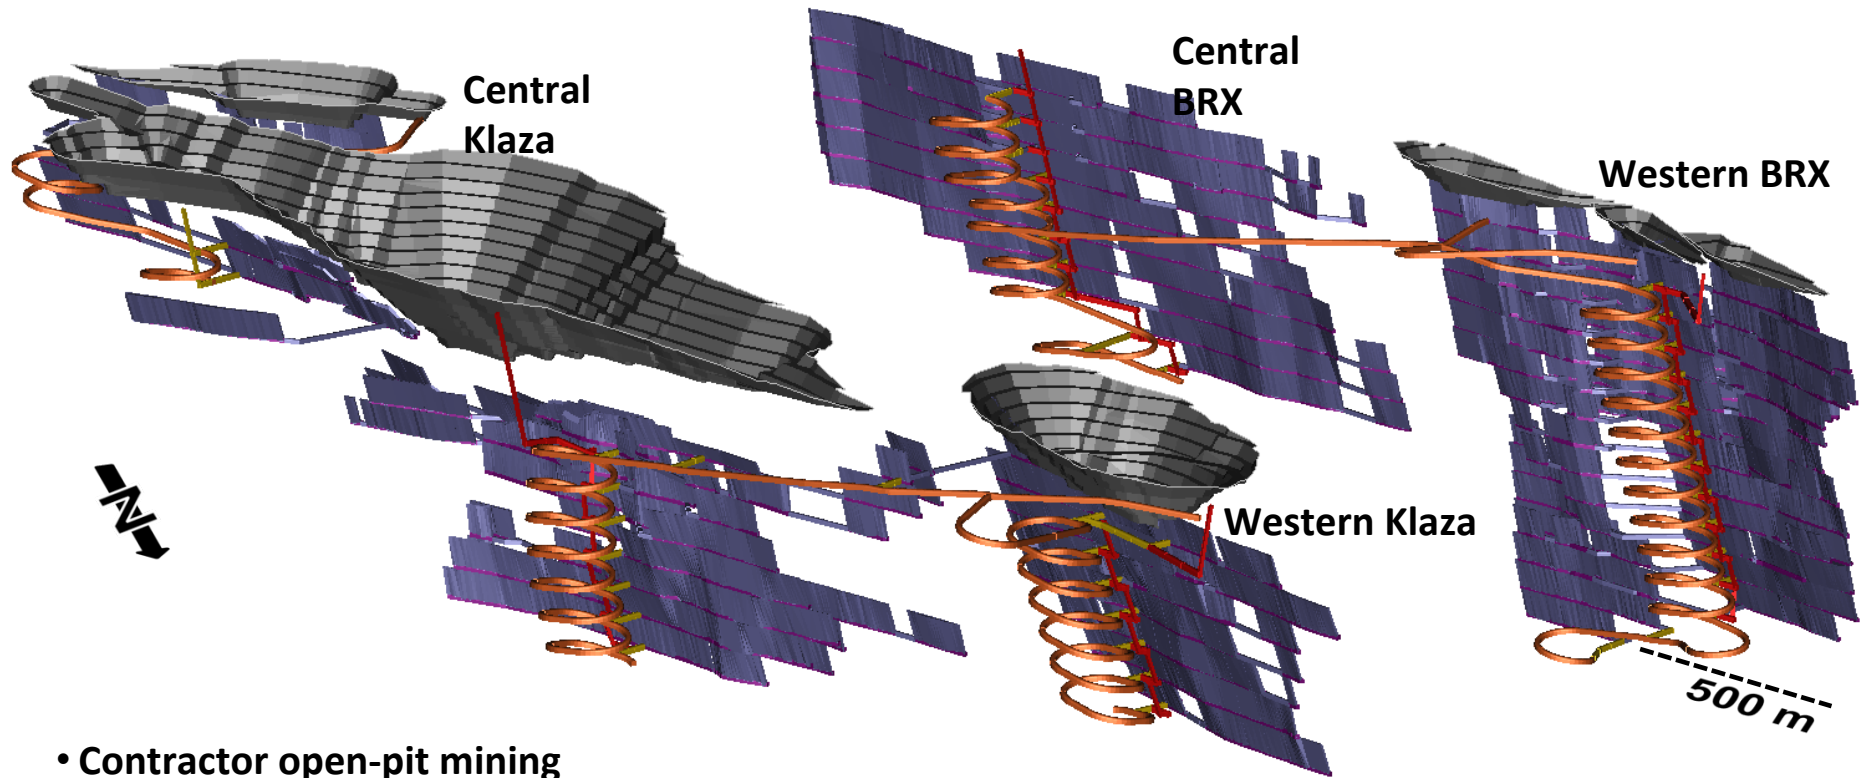 Central
Klaza
Central
BRX
Western BRX
Western Klaza
N
500 m
• Contractor open-pit mining